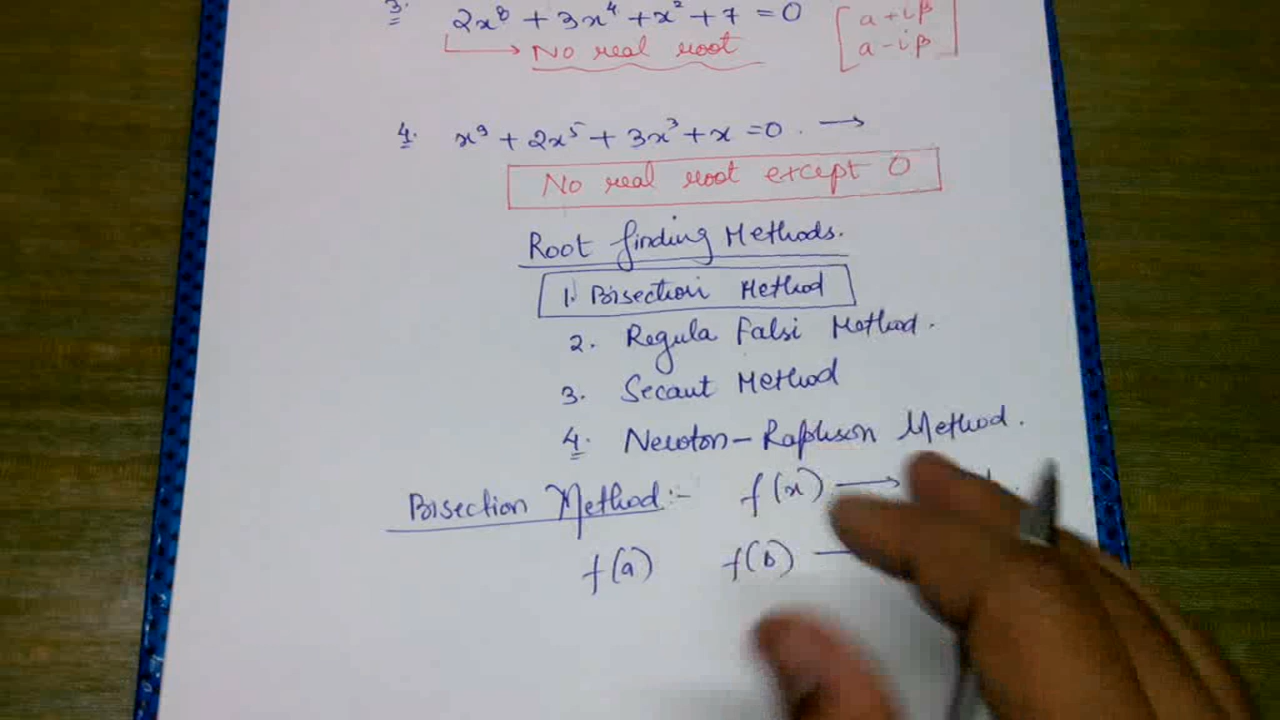 3. 2x⁸ + 3x⁴ + x² + 7 = 0 [a + iβ
→ No real root a - iβ]
4. x⁹ + 2x⁵ + 3x³ + x = 0. →
No real root except 0
Root finding Methods.
1. Bisection Method
2. Regula Falsi Method.
3. Secant Method
4. Newton-Raphson Method.
Bisection Method:- f(x) →
f(a) f(b) —